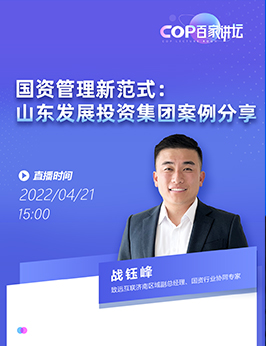 COP百家讲坛
COP LECTURE ROOM
国资管理新范式：
山东发展投资集团案例分享
直播时间
2022/04/21
15:00
战钰峰
致远互联济南区域副总经理、国资行业协同专家